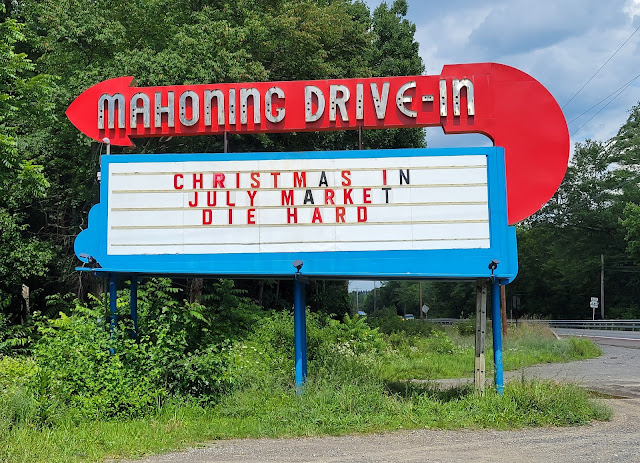 MAHONING DRIVE-IN
CHRISTMAS IN
JULY MARKET
DIE HARD